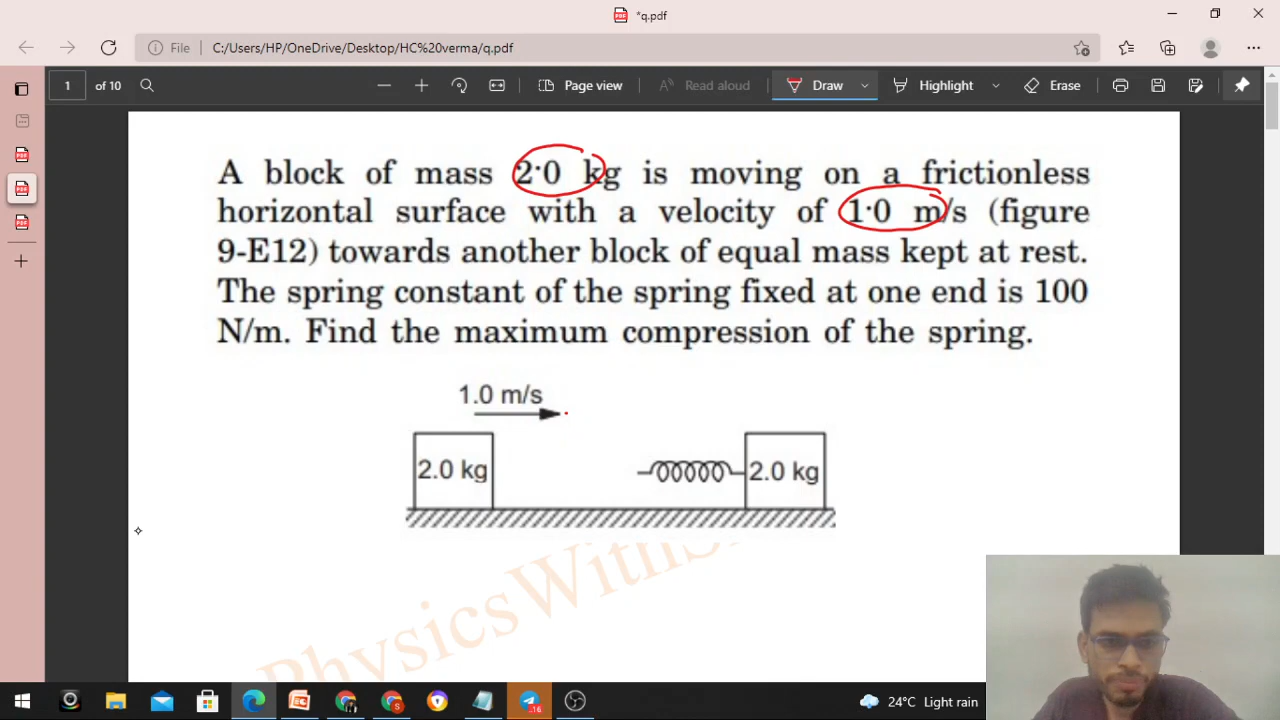 *q.pdf
File C:/Users/HP/OneDrive/Desktop/HC%20verma/q.pdf
1 of 10 Page view Read aloud Draw Highlight Erase
A block of mass 2·0 kg is moving on a frictionless
horizontal surface with a velocity of 1·0 m/s (figure
9-E12) towards another block of equal mass kept at rest.
The spring constant of the spring fixed at one end is 100
N/m. Find the maximum compression of the spring.
1.0 m/s
2.0 kg 2.0 kg
24°C Light rain